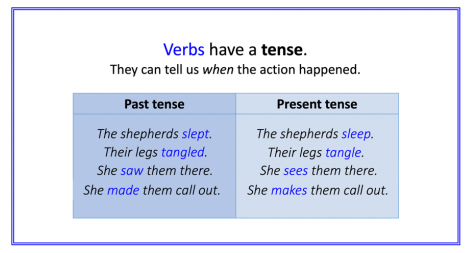 Verbs have a tense.
They can tell us when the action happened.
Past tense
The shepherds slept.
Their legs tangled.
She saw them there.
She made them call out.
Present tense
The shepherds sleep.
Their legs tangle.
She sees them there.
She makes them call out.